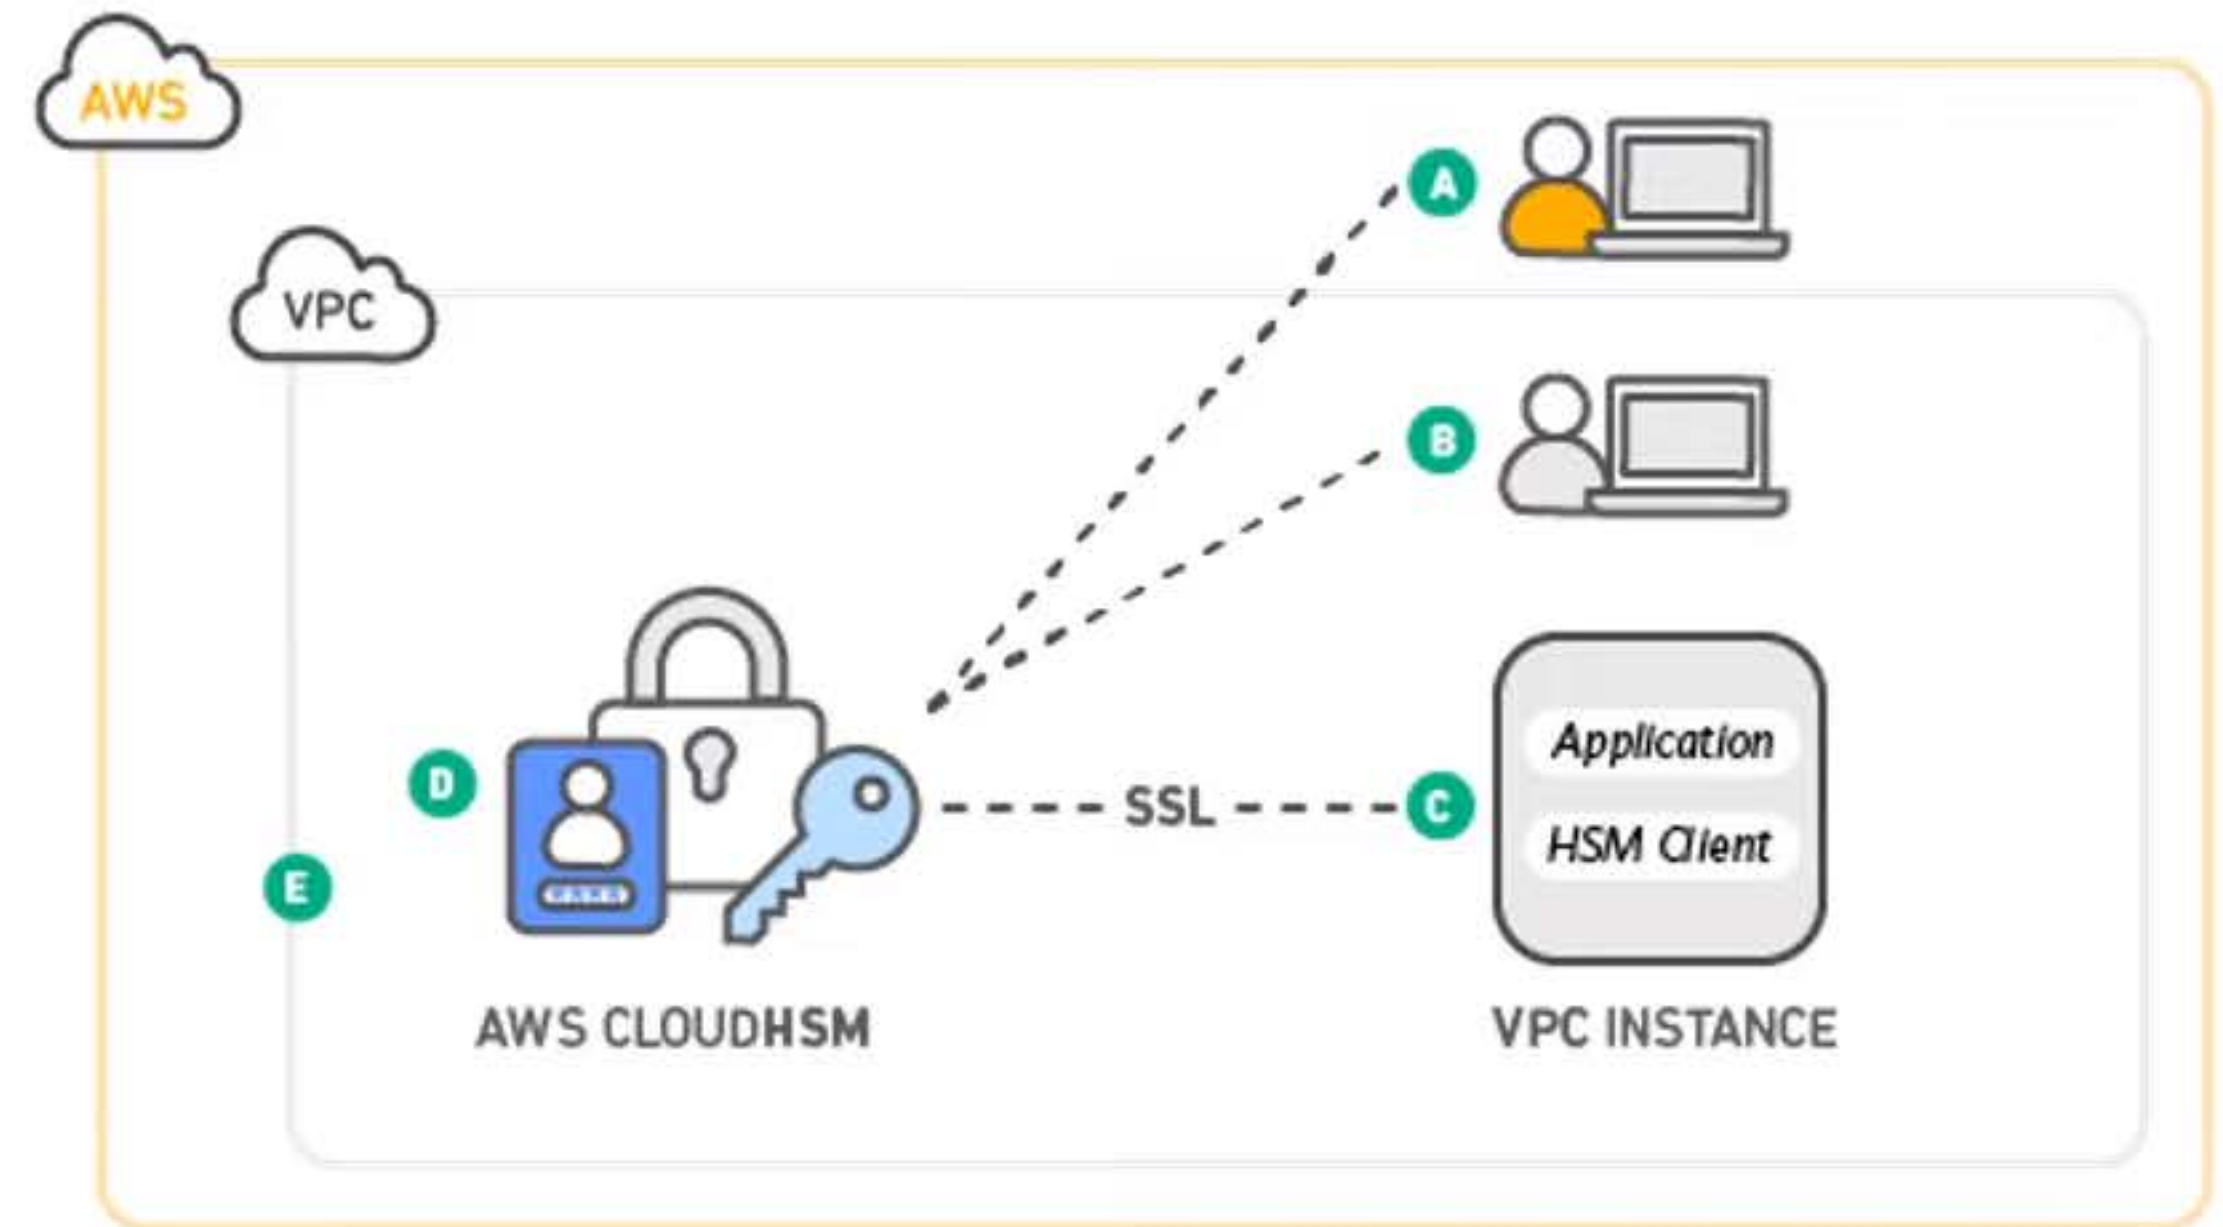 AWS
A
VPC
B
Application
D
SSL
C
HSM Client
E
AWS CLOUDHSM
VPC INSTANCE